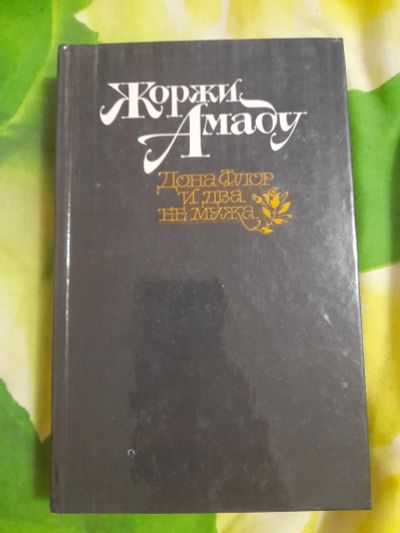 Жоржи
Амаду
Дона Флор
и два
ее мужа